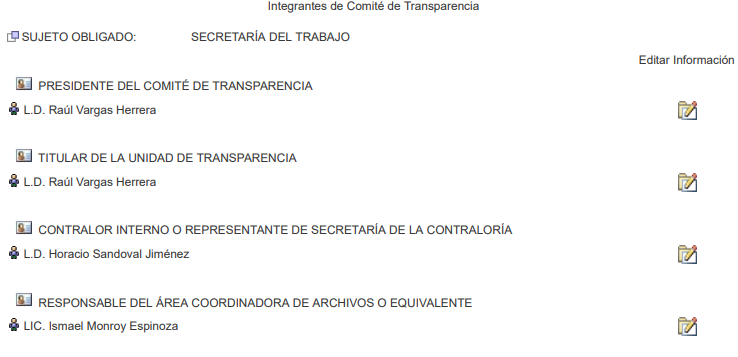 Integrantes de Comité de Transparencia
SUJETO OBLIGADO: SECRETARÍA DEL TRABAJO
Editar Información
PRESIDENTE DEL COMITÉ DE TRANSPARENCIA
L.D. Raúl Vargas Herrera
TITULAR DE LA UNIDAD DE TRANSPARENCIA
L.D. Raúl Vargas Herrera
CONTRALOR INTERNO O REPRESENTANTE DE SECRETARÍA DE LA CONTRALORÍA
L.D. Horacio Sandoval Jiménez
RESPONSABLE DEL ÁREA COORDINADORA DE ARCHIVOS O EQUIVALENTE
LIC. Ismael Monroy Espinoza